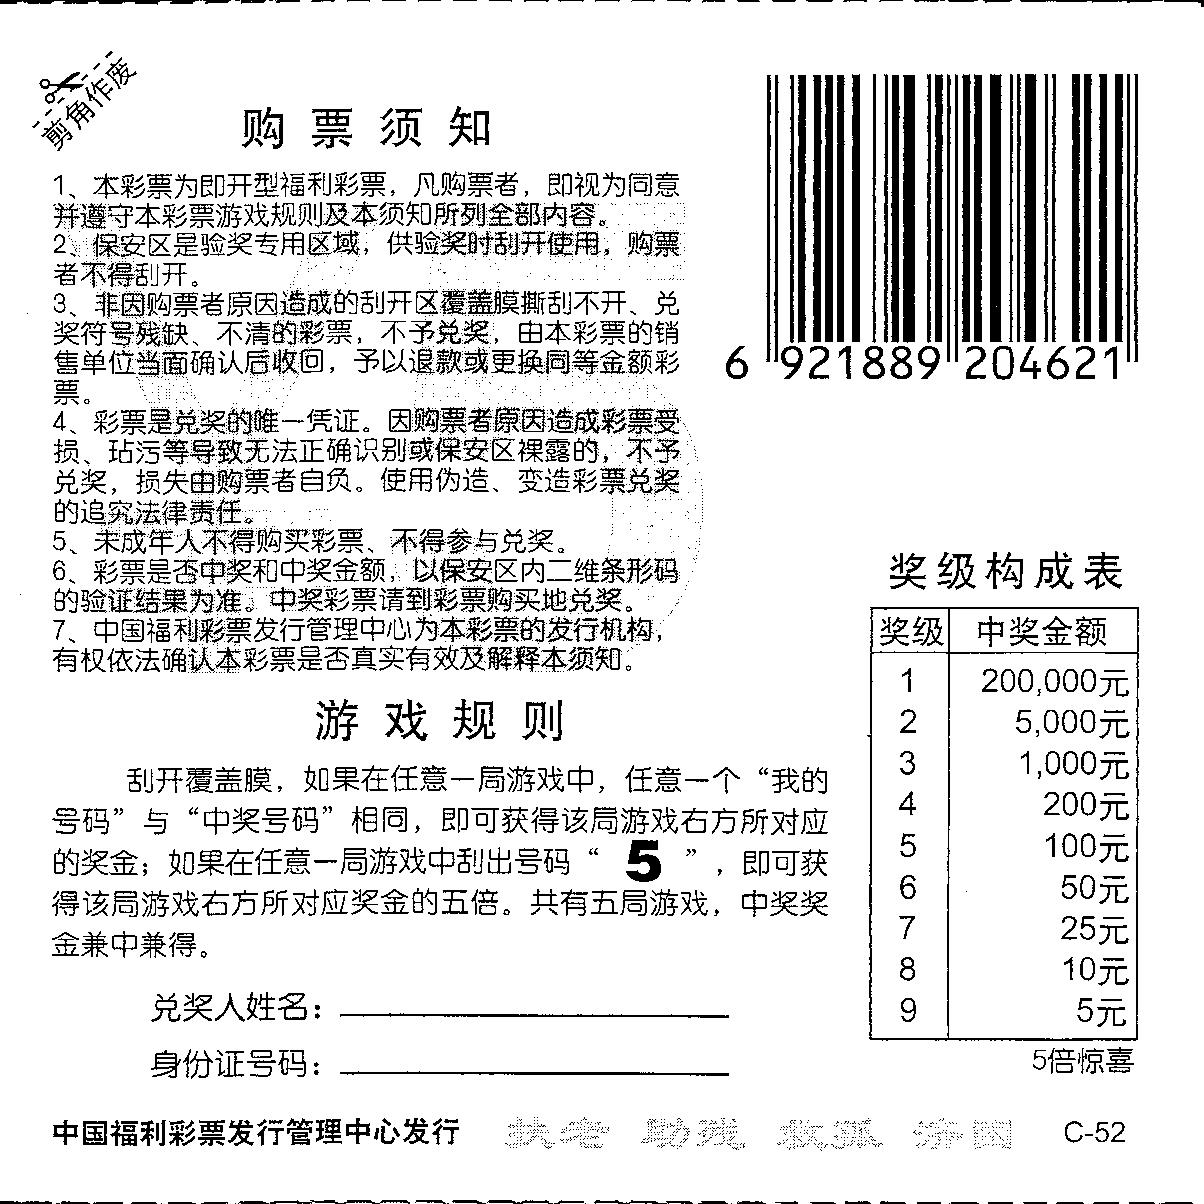 剪角作废
购票须知
1、本彩票为即开型福利彩票，凡购票者，即视为同意
并遵守本彩票游戏规则及本须知所列全部内容。
2、保安区是验奖专用区域，供验奖时刮开使用，购票
者不得刮开。
3、非因购票者原因造成的刮开区覆盖膜撕刮不开、兑
奖符号残缺、不清的彩票，不予兑奖，由本彩票的销
售单位当面确认后收回，予以退款或更换同等金额彩
票。
4、彩票是兑奖的唯一凭证。因购票者原因造成彩票受
损、玷污等导致无法正确识别或保安区裸露的，不予
兑奖，损失由购票者自负。使用伪造、变造彩票兑奖
的追究法律责任。
5、未成年人不得购买彩票、不得参与兑奖。
6、彩票是否中奖和中奖金额，以保安区内二维条形码
的验证结果为准。中奖彩票请到彩票购买地兑奖。
7、中国福利彩票发行管理中心为本彩票的发行机构，
有权依法确认本彩票是否真实有效及解释本须知。
游戏规则
刮开覆盖膜，如果在任意一局游戏中，任意一个“我的
号码”与“中奖号码”相同，即可获得该局游戏右方所对应
的奖金；如果在任意一局游戏中刮出号码“5”，即可获
得该局游戏右方所对应奖金的五倍。共有五局游戏，中奖奖
金兼中兼得。
兑奖人姓名：
身份证号码：
6 921889 204621
奖级构成表
奖级 中奖金额
1 200,000元
2 5,000元
3 1,000元
4 200元
5 100元
6 50元
7 25元
8 10元
9 5元
5倍惊喜
中国福利彩票发行管理中心发行 扶老 助残 救孤 济困 C-52